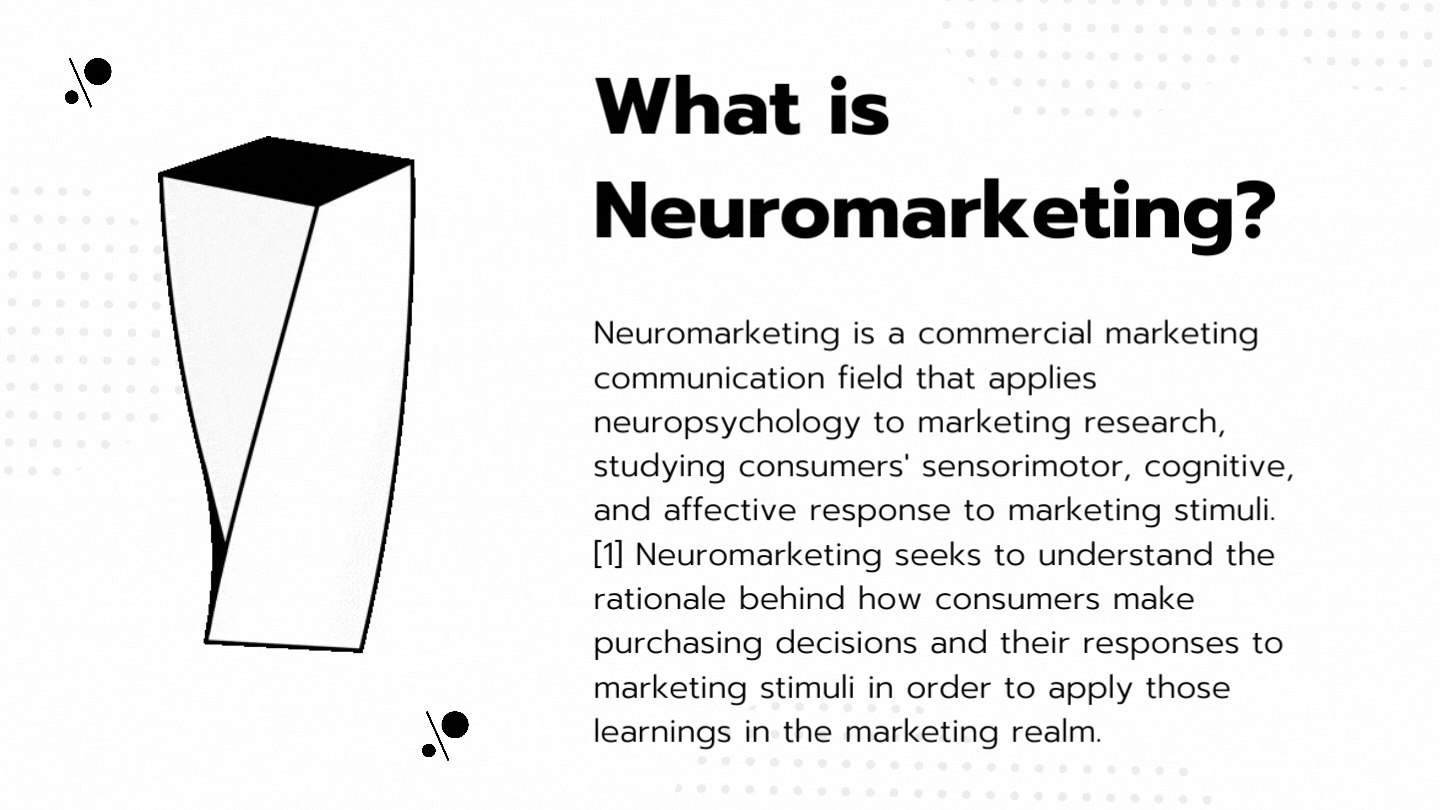 What is
Neuromarketing?
Neuromarketing is a commercial marketing
communication field that applies
neuropsychology to marketing research,
studying consumers' sensorimotor, cognitive,
and affective response to marketing stimuli.
[1] Neuromarketing seeks to understand the
rationale behind how consumers make
purchasing decisions and their responses to
marketing stimuli in order to apply those
learnings in the marketing realm.